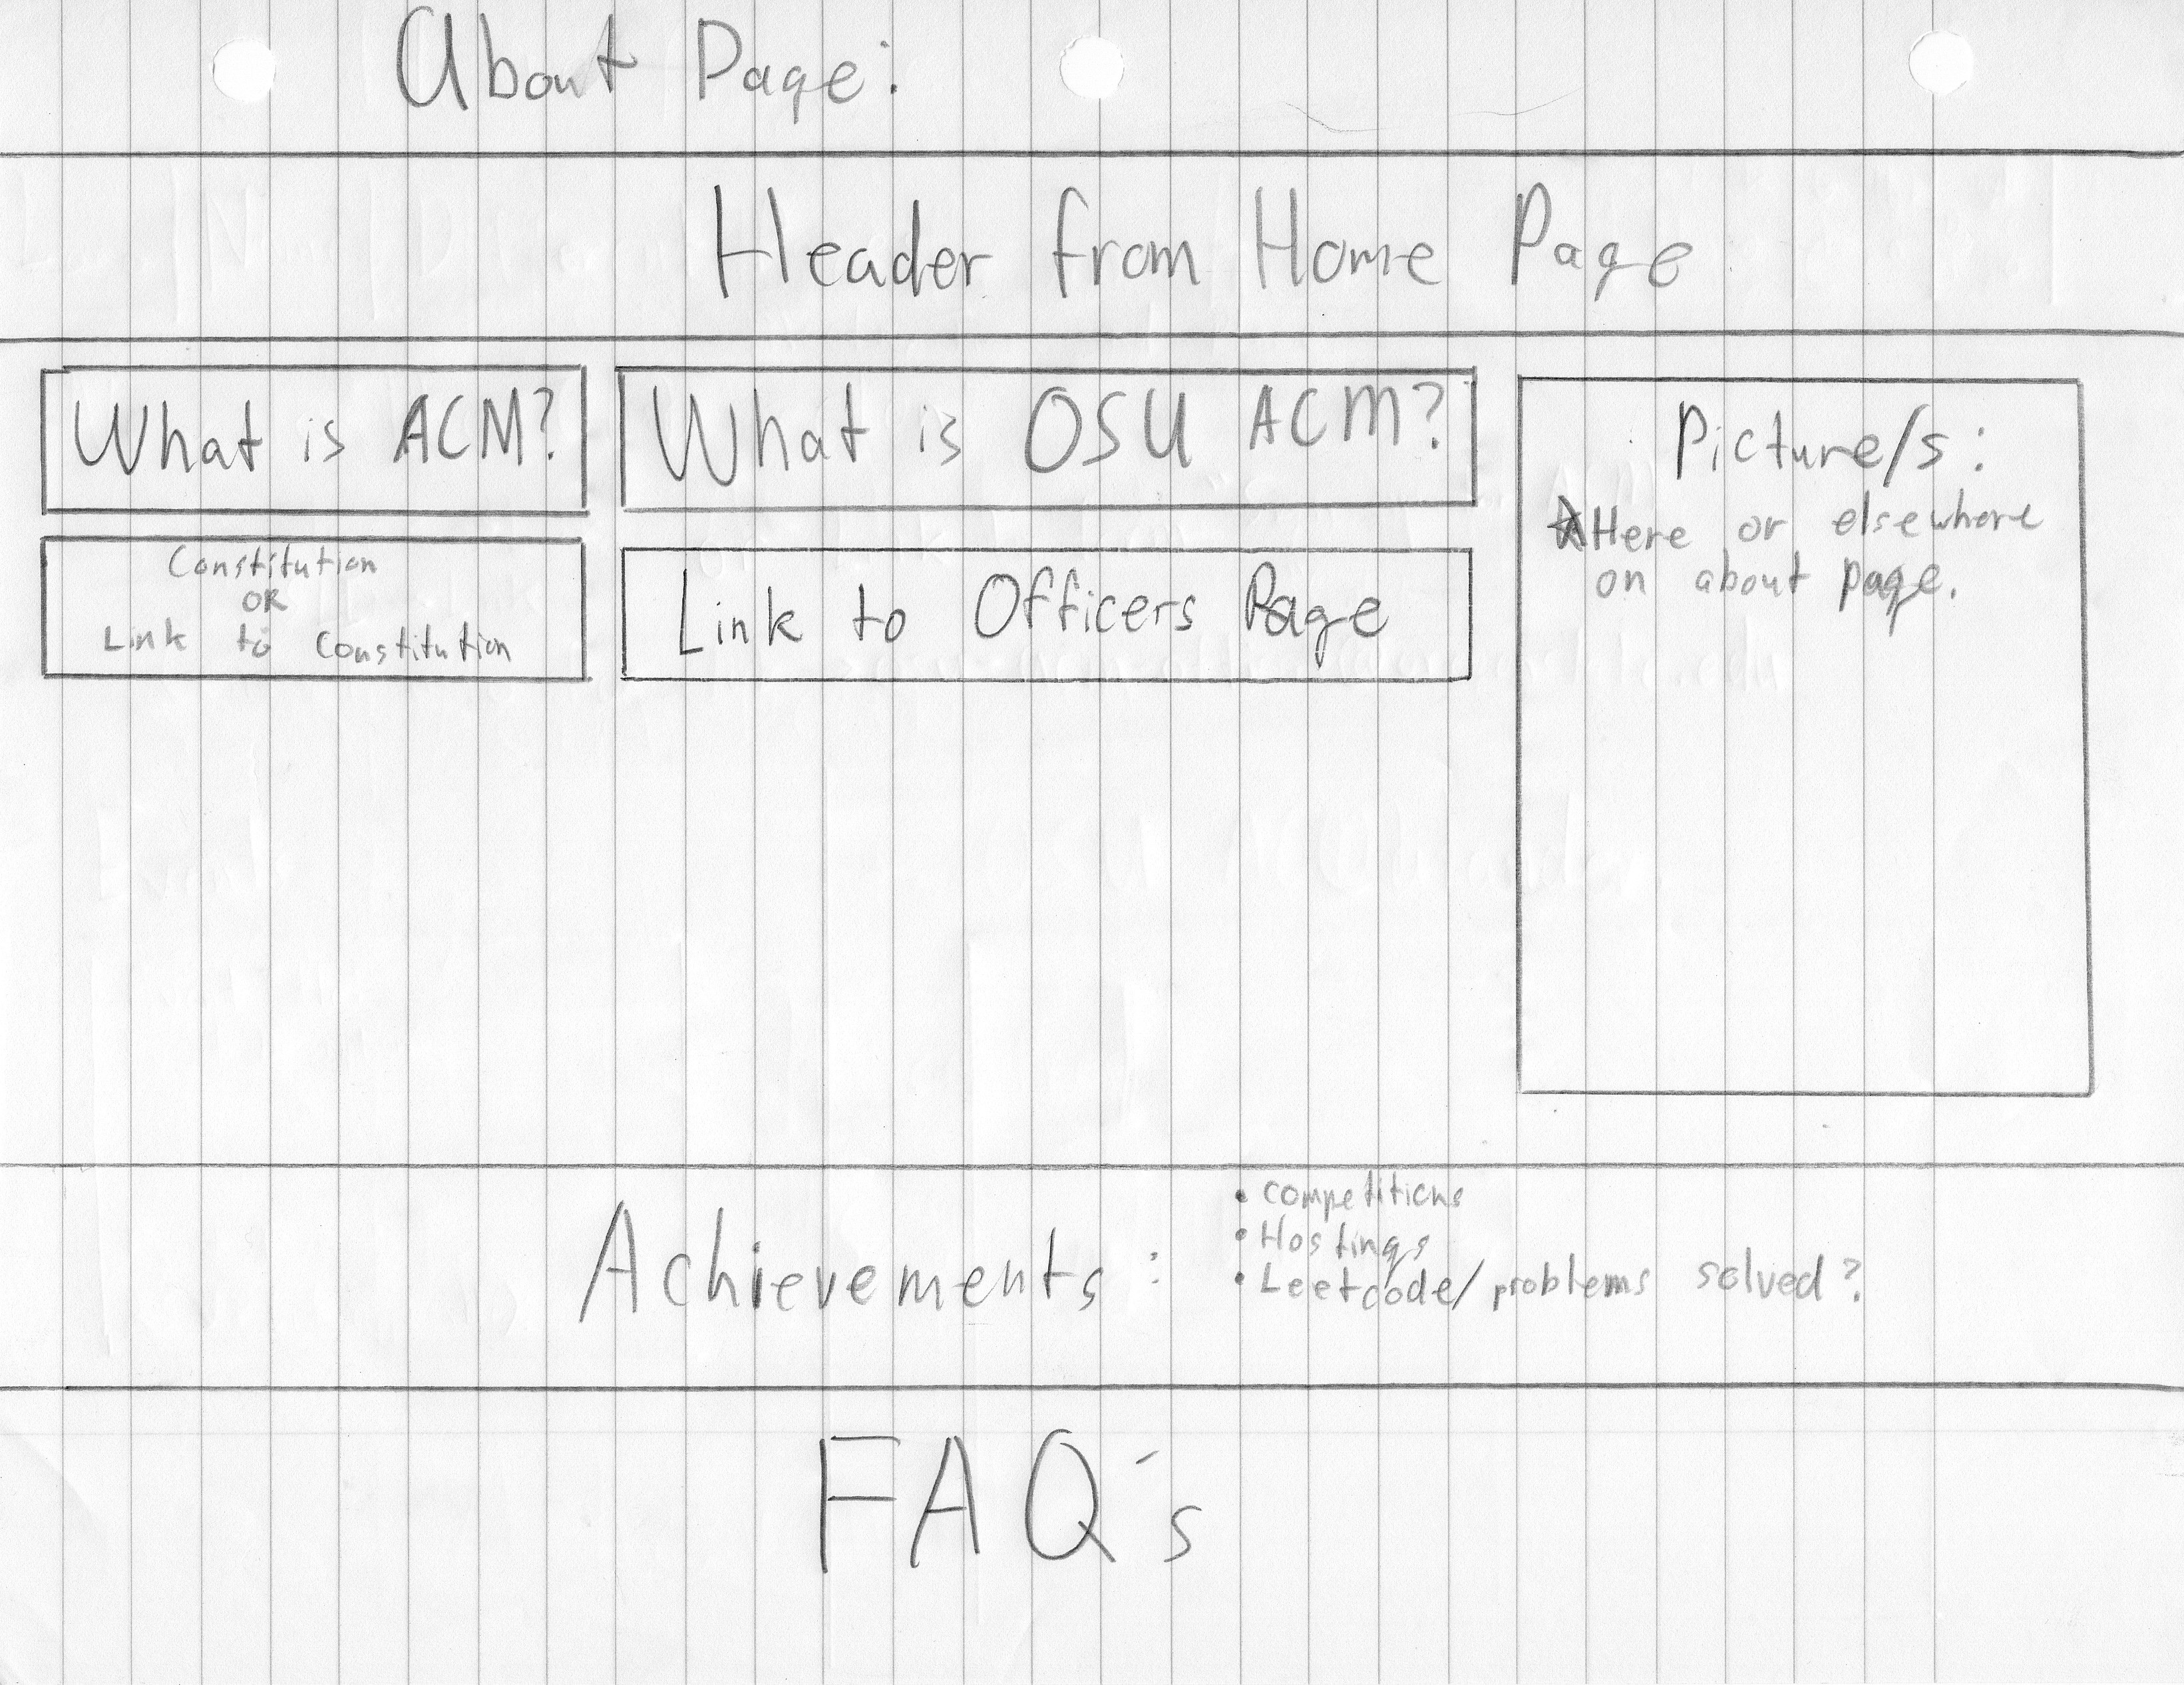 About Page:
Header from Home Page
What is ACM?
What is OSU ACM?
Constitution
OR
Link to Constitution
Link to Officers Page
Picture/s:
★Here or elsewhere
on about page.
Achievements:
• competitions
• Hostings
• Leetcode/problems solved?
FAQ's